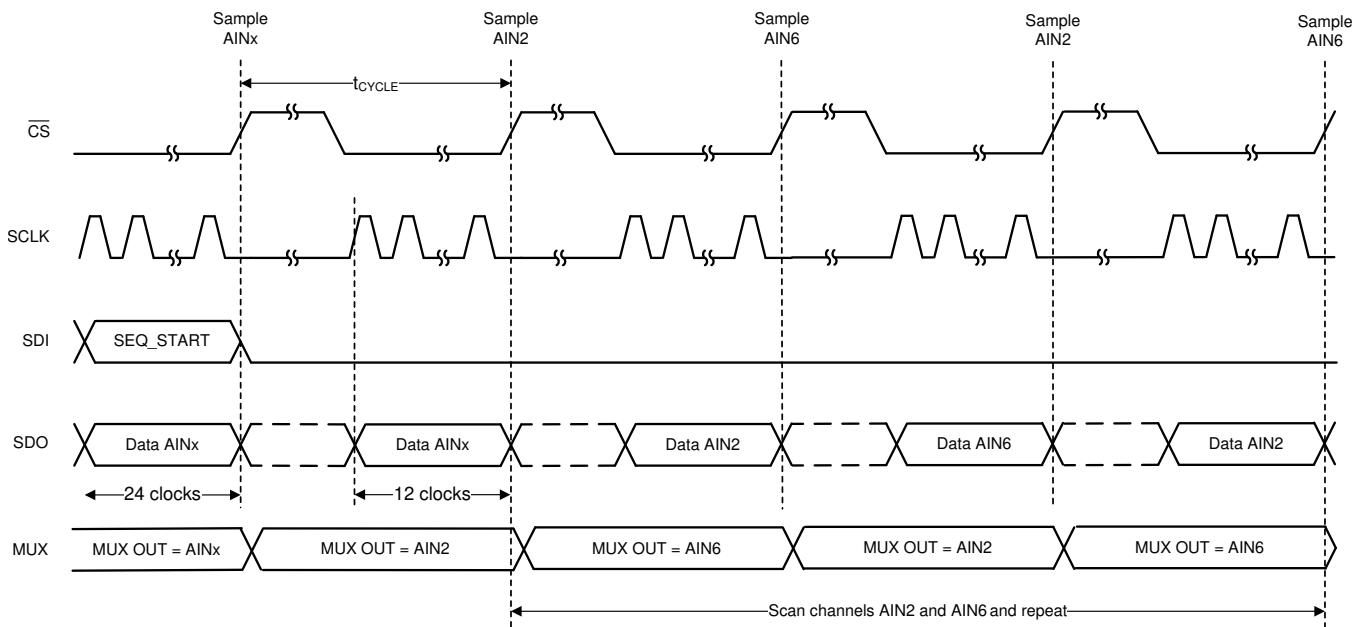 Sample
AINx
Sample
AIN2
Sample
AIN6
Sample
AIN2
Sample
AIN6
tCYCLE
CS
SCLK
SDI
SEQ_START
SDO
Data AINx
Data AINx
Data AIN2
Data AIN6
Data AIN2
24 clocks
12 clocks
MUX
MUX OUT = AINx
MUX OUT = AIN2
MUX OUT = AIN6
MUX OUT = AIN2
MUX OUT = AIN6
Scan channels AIN2 and AIN6 and repeat